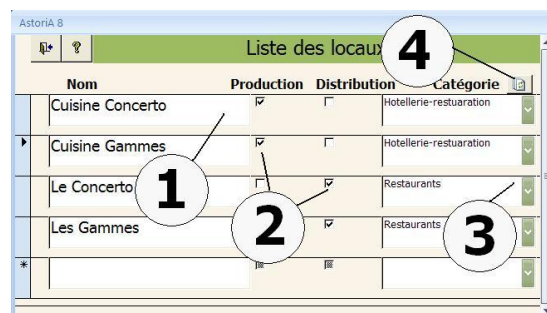 AstoriA 8
? Liste des locaux 4
Nom Production Distribution Catégorie
Cuisine Concerto Hotellerie-restuaration
Cuisine Gammes Hotellerie-restuaration
Le Concerto Restaurants
Les Gammes Restaurants
1 2 3
*